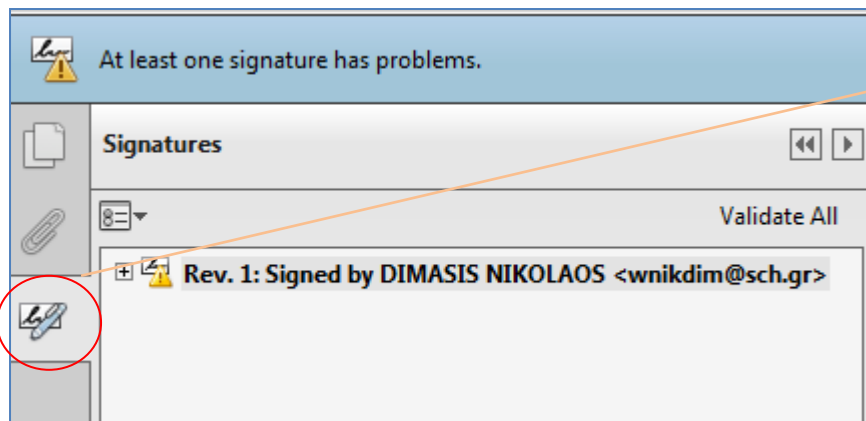 At least one signature has problems.
Signatures
Validate All
Rev. 1: Signed by DIMASIS NIKOLAOS <wnikdim@sch.gr>